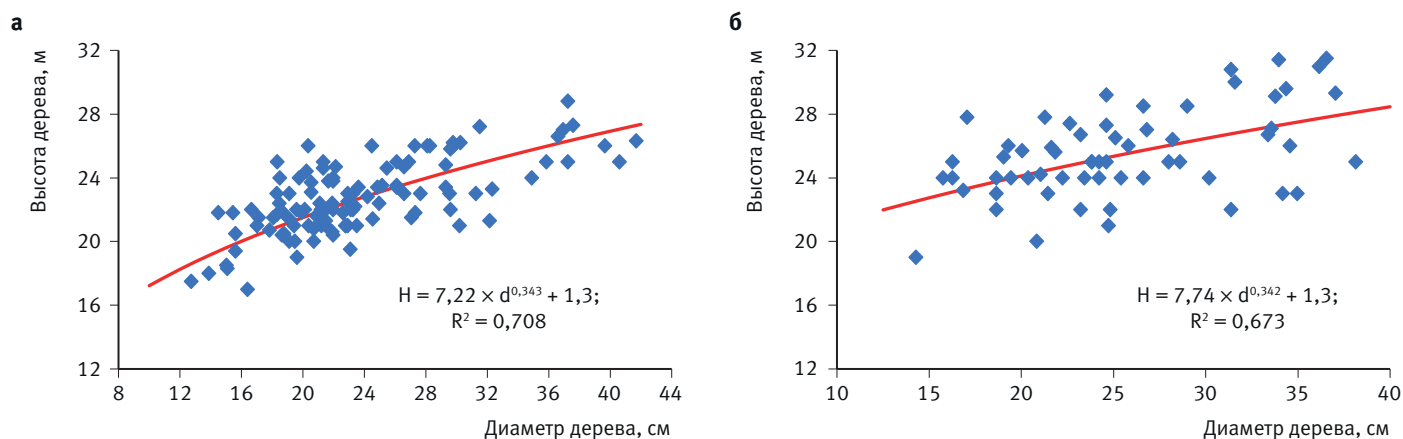 а
Высота дерева, м
32
28
24
20
16
12
H = 7,22 × d^0,343 + 1,3;
R² = 0,708
8 12 16 20 24 28 32 36 40 44
Диаметр дерева, см
б
Высота дерева, м
32
28
24
20
16
12
H = 7,74 × d^0,342 + 1,3;
R² = 0,673
10 15 20 25 30 35 40
Диаметр дерева, см